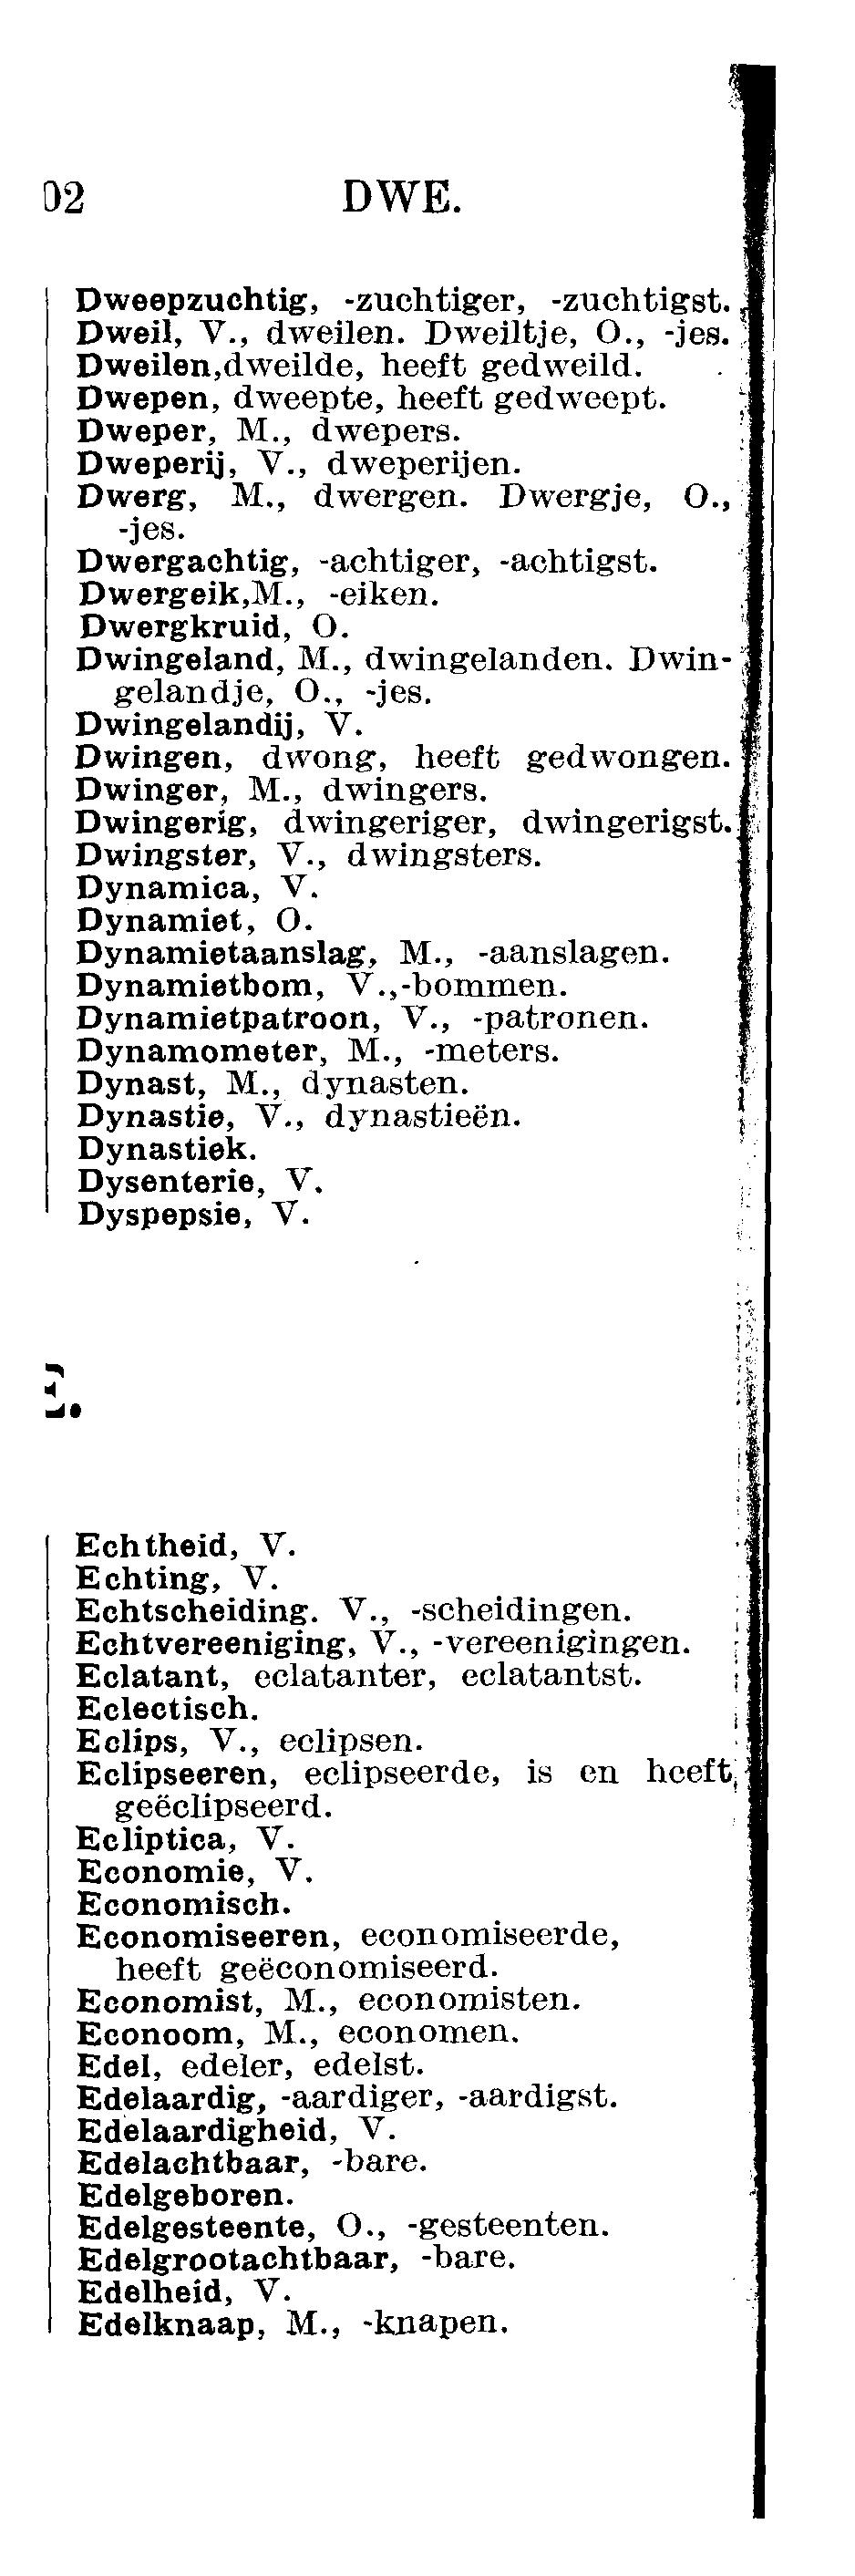 02 DWE.
Dweepzuchtig, -zuchtiger, -zuchtigst.
Dweil, V., dweilen. Dweiltje, O., -jes.
Dweilen,dweilde, heeft gedweild.
Dwepen, dweepte, heeft gedweept.
Dweper, M., dwepers.
Dweperij, V., dweperijen.
Dwerg, M., dwergen. Dwergje, O.,
-jes.
Dwergachtig, -achtiger, -achtigst.
Dwergeik,M., -eiken.
Dwergkruid, O.
Dwingeland, M., dwingelanden. Dwin-
gelandje, O., -jes.
Dwingelandij, V.
Dwingen, dwong, heeft gedwongen.
Dwinger, M., dwingers.
Dwingerig, dwingeriger, dwingerigst.
Dwingster, V., dwingsters.
Dynamica, V.
Dynamiet, O.
Dynamietaanslag, M., -aanslagen.
Dynamietbom, V.,-bommen.
Dynamietpatroon, V., -patronen.
Dynamometer, M., -meters.
Dynast, M., dynasten.
Dynastie, V., dynastieën.
Dynastiek.
Dysenterie, V.
Dyspepsie, V.
Echtheid, V.
Echting, V.
Echtscheiding. V., -scheidingen.
Echtvereeniging, V., -vereenigingen.
Eclatant, eclatanter, eclatantst.
Eclectisch.
Eclips, V., eclipsen.
Eclipseeren, eclipseerde, is en heeft
geëclipseerd.
Ecliptica, V.
Economie, V.
Economisch.
Economiseeren, economiseerde,
heeft geëconomiseerd.
Economist, M., economisten.
Econoom, M., economen.
Edel, edeler, edelst.
Edelaardig, -aardiger, -aardigst.
Edelaardigheid, V.
Edelachtbaar, -bare.
Edelgeboren.
Edelgesteente, O., -gesteenten.
Edelgrootachtbaar, -bare.
Edelheid, V.
Edelknaap, M., -knapen.